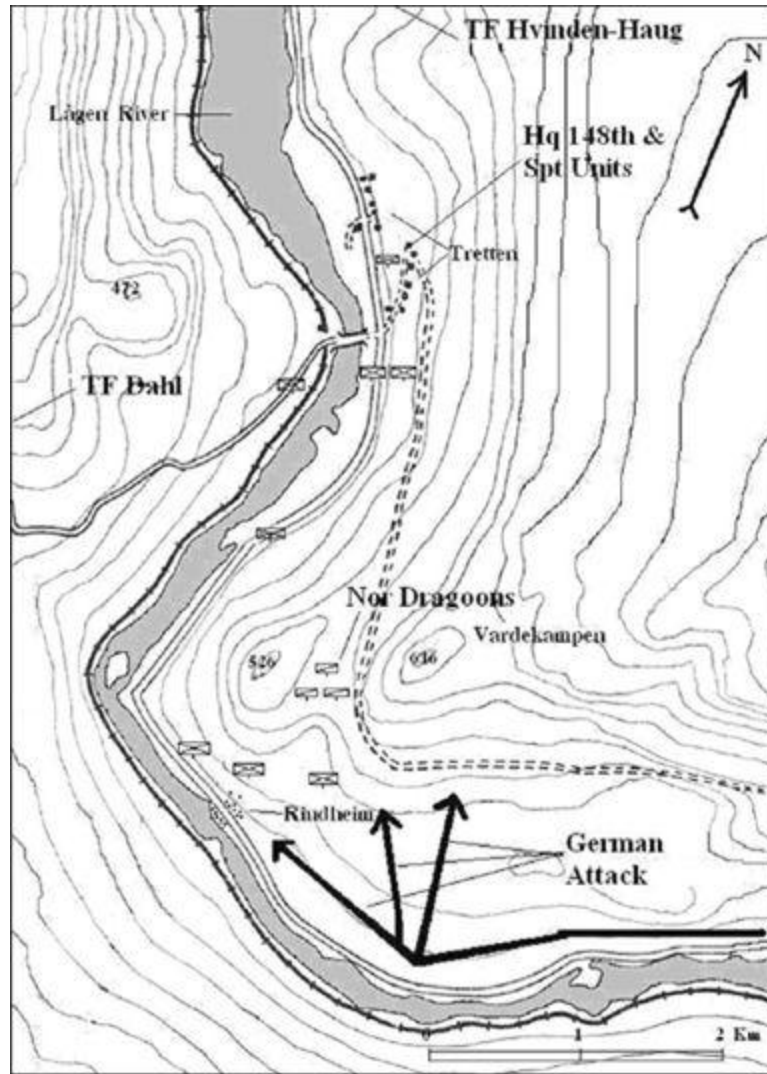 TF Hvinden-Haug
N
Lågen River
Hq 148th &
Spt Units
Tretten
472
TF Dahl
Nor Dragoons
Vardekampen
526
616
Rindheim
German
Attack
0 1 2 Km